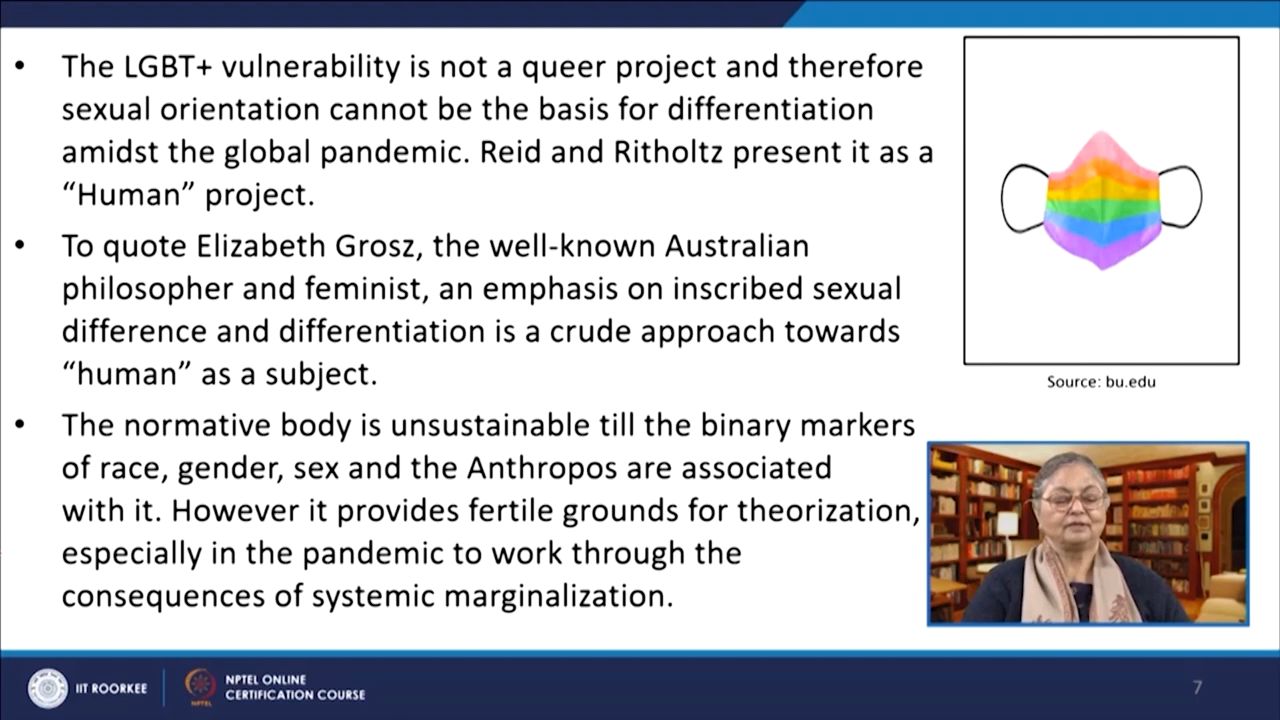 • The LGBT+ vulnerability is not a queer project and therefore
sexual orientation cannot be the basis for differentiation
amidst the global pandemic. Reid and Ritholtz present it as a
“Human” project.
• To quote Elizabeth Grosz, the well-known Australian
philosopher and feminist, an emphasis on inscribed sexual
difference and differentiation is a crude approach towards
“human” as a subject.
• The normative body is unsustainable till the binary markers
of race, gender, sex and the Anthropos are associated
with it. However it provides fertile grounds for theorization,
especially in the pandemic to work through the
consequences of systemic marginalization.
Source: bu.edu
IIT ROORKEE
NPTEL
NPTEL ONLINE
CERTIFICATION COURSE
7